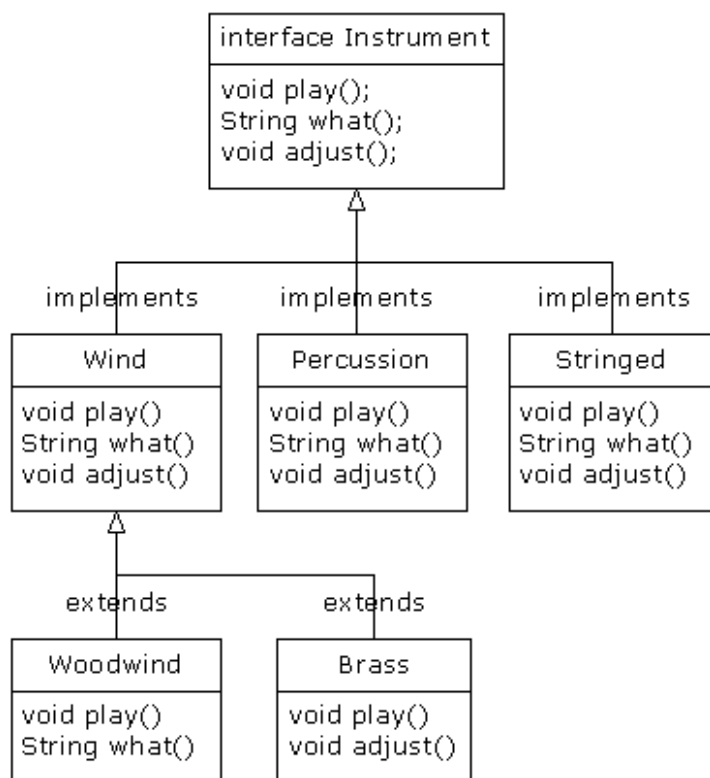 interface Instrument
void play();
String what();
void adjust();
implements
implements
implements
Wind
void play()
String what()
void adjust()
Percussion
void play()
String what()
void adjust()
Stringed
void play()
String what()
void adjust()
extends
extends
Woodwind
void play()
String what()
Brass
void play()
void adjust()